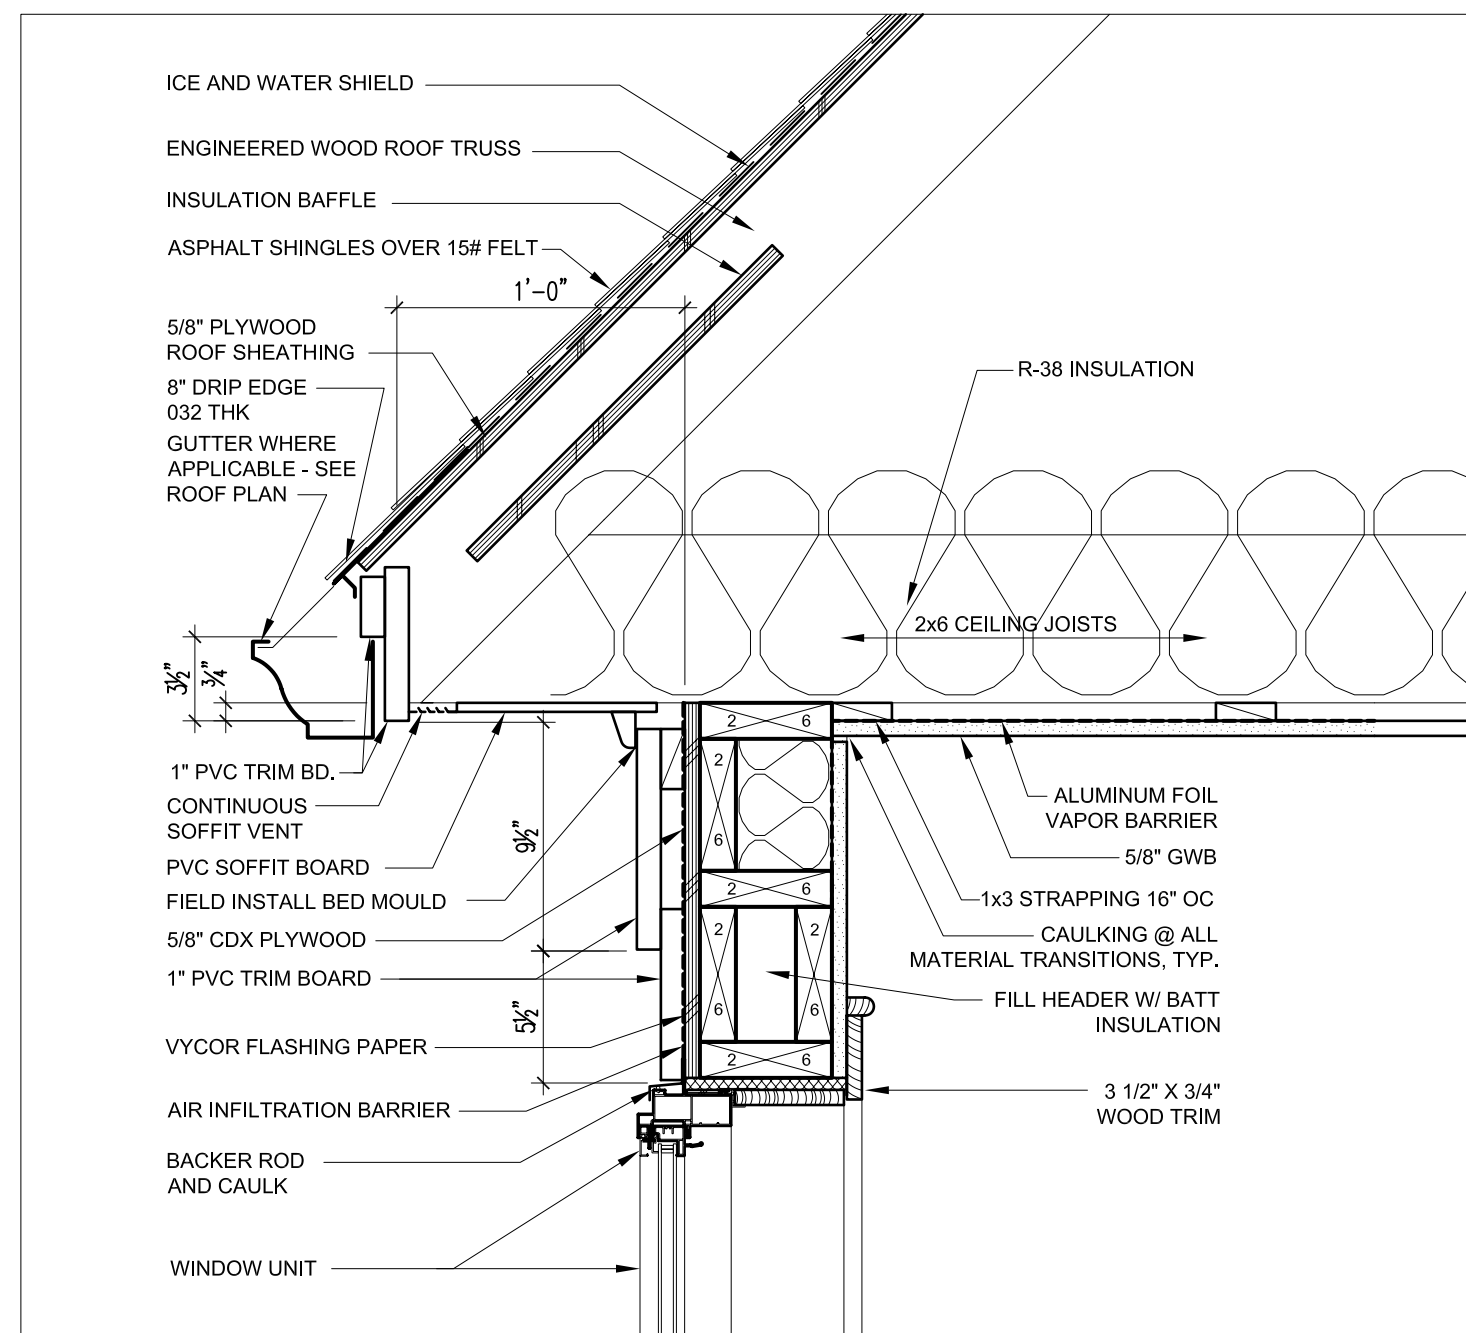 ICE AND WATER SHIELD
ENGINEERED WOOD ROOF TRUSS
INSULATION BAFFLE
ASPHALT SHINGLES OVER 15# FELT
1'-0"
5/8" PLYWOOD
ROOF SHEATHING
8" DRIP EDGE
032 THK
GUTTER WHERE
APPLICABLE - SEE
ROOF PLAN
R-38 INSULATION
2x6 CEILING JOISTS
3½"
¾"
1" PVC TRIM BD.
CONTINUOUS
SOFFIT VENT
PVC SOFFIT BOARD
FIELD INSTALL BED MOULD
5/8" CDX PLYWOOD
1" PVC TRIM BOARD
VYCOR FLASHING PAPER
AIR INFILTRATION BARRIER
BACKER ROD
AND CAULK
WINDOW UNIT
9½"
5½"
2 6
2
6
2 6
2 2
6 6
2 6
ALUMINUM FOIL
VAPOR BARRIER
5/8" GWB
1x3 STRAPPING 16" OC
CAULKING @ ALL
MATERIAL TRANSITIONS, TYP.
FILL HEADER W/ BATT
INSULATION
3 1/2" X 3/4"
WOOD TRIM